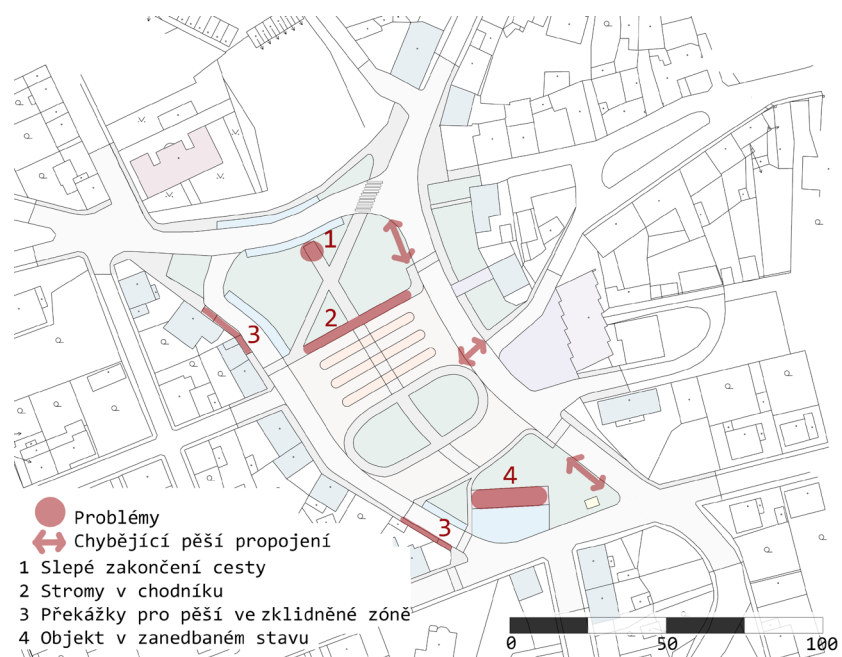 1
2
3
4
3
Problémy
Chybějící pěší propojení
1 Slepé zakončení cesty
2 Stromy v chodníku
3 Překážky pro pěší ve zklidněné zóně
4 Objekt v zanedbaném stavu
0 50 100